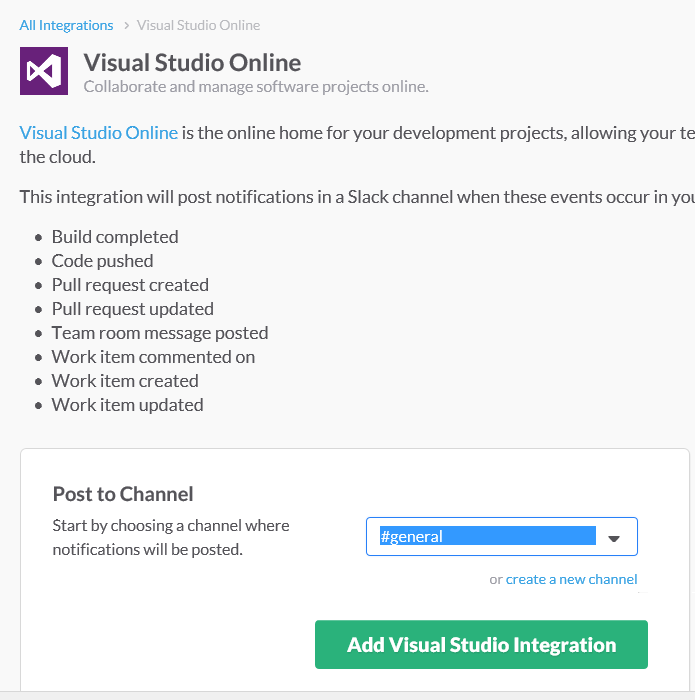 All Integrations > Visual Studio Online
Visual Studio Online
Collaborate and manage software projects online.
Visual Studio Online is the online home for your development projects, allowing your te
the cloud.
This integration will post notifications in a Slack channel when these events occur in you
• Build completed
• Code pushed
• Pull request created
• Pull request updated
• Team room message posted
• Work item commented on
• Work item created
• Work item updated
Post to Channel
Start by choosing a channel where
notifications will be posted.
#general
or create a new channel
Add Visual Studio Integration